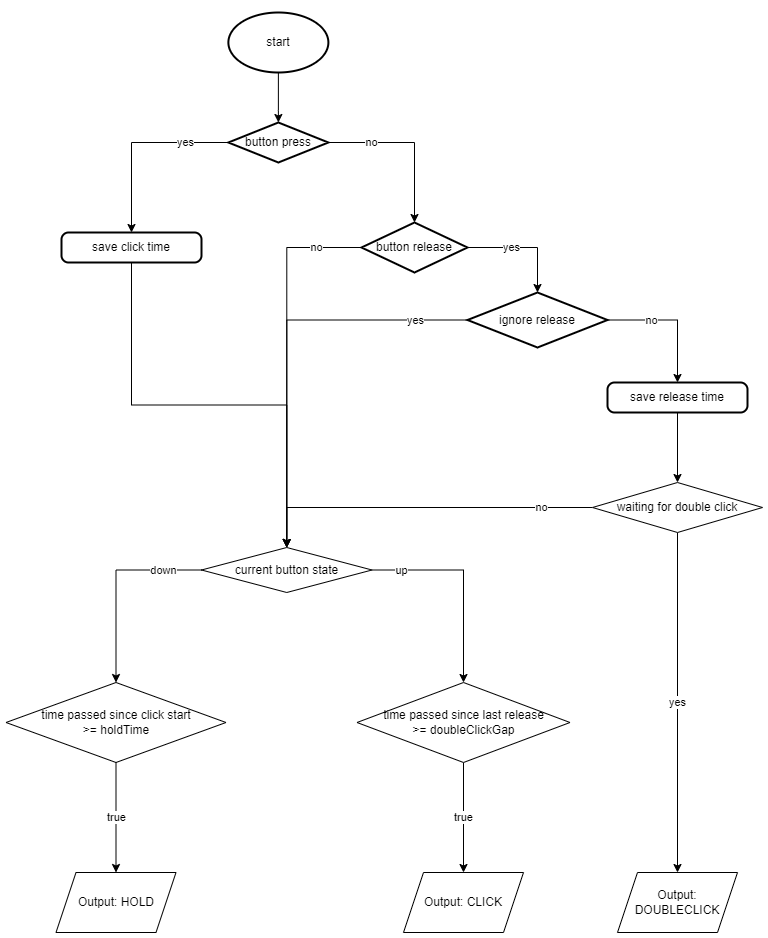 start
button press
yes
no
save click time
button release
no
yes
ignore release
yes
no
save release time
waiting for double click
no
current button state
down
up
time passed since click start
>= holdTime
time passed since last release
>= doubleClickGap
yes
true
true
Output: HOLD
Output: CLICK
Output:
DOUBLECLICK